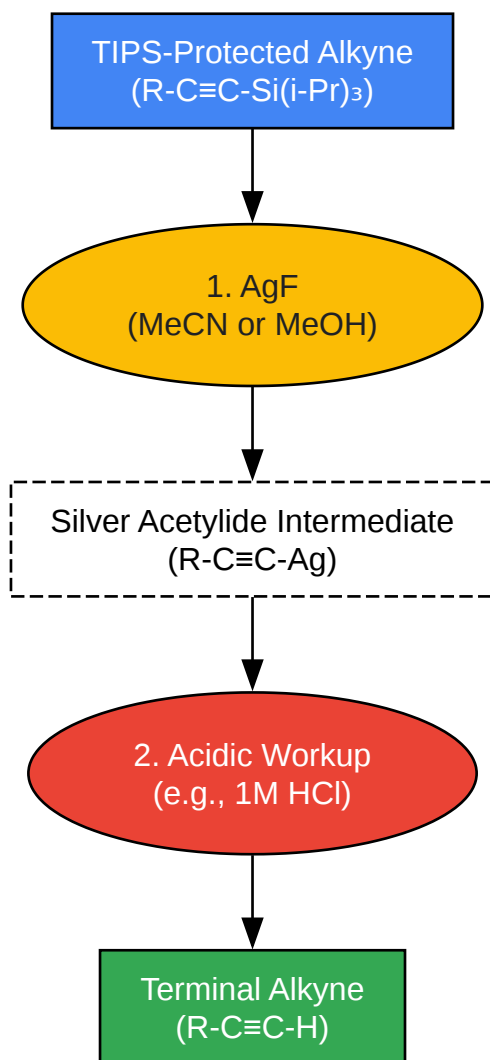 TIPS-Protected Alkyne
(R-C≡C-Si(i-Pr)₃)
1. AgF
(MeCN or MeOH)
Silver Acetylide Intermediate
(R-C≡C-Ag)
2. Acidic Workup
(e.g., 1M HCl)
Terminal Alkyne
(R-C≡C-H)